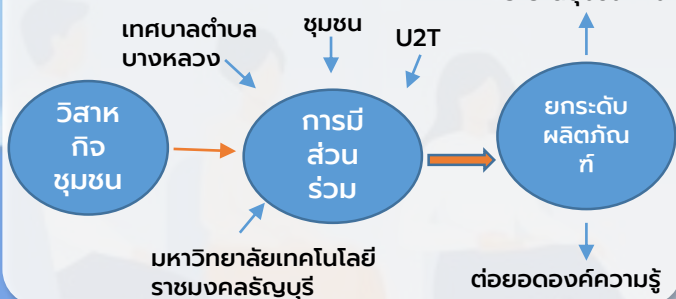 เทศบาลตำบล
บางหลวง
ชุมชน
U2T
วิสาห
กิจ
ชุมชน
การมี
ส่วน
ร่วม
ยกระดับ
ผลิตภัณ
ฑ์
มหาวิทยาลัยเทคโนโลยี
ราชมงคลธัญบุรี
ต่อยอดองค์ความรู้